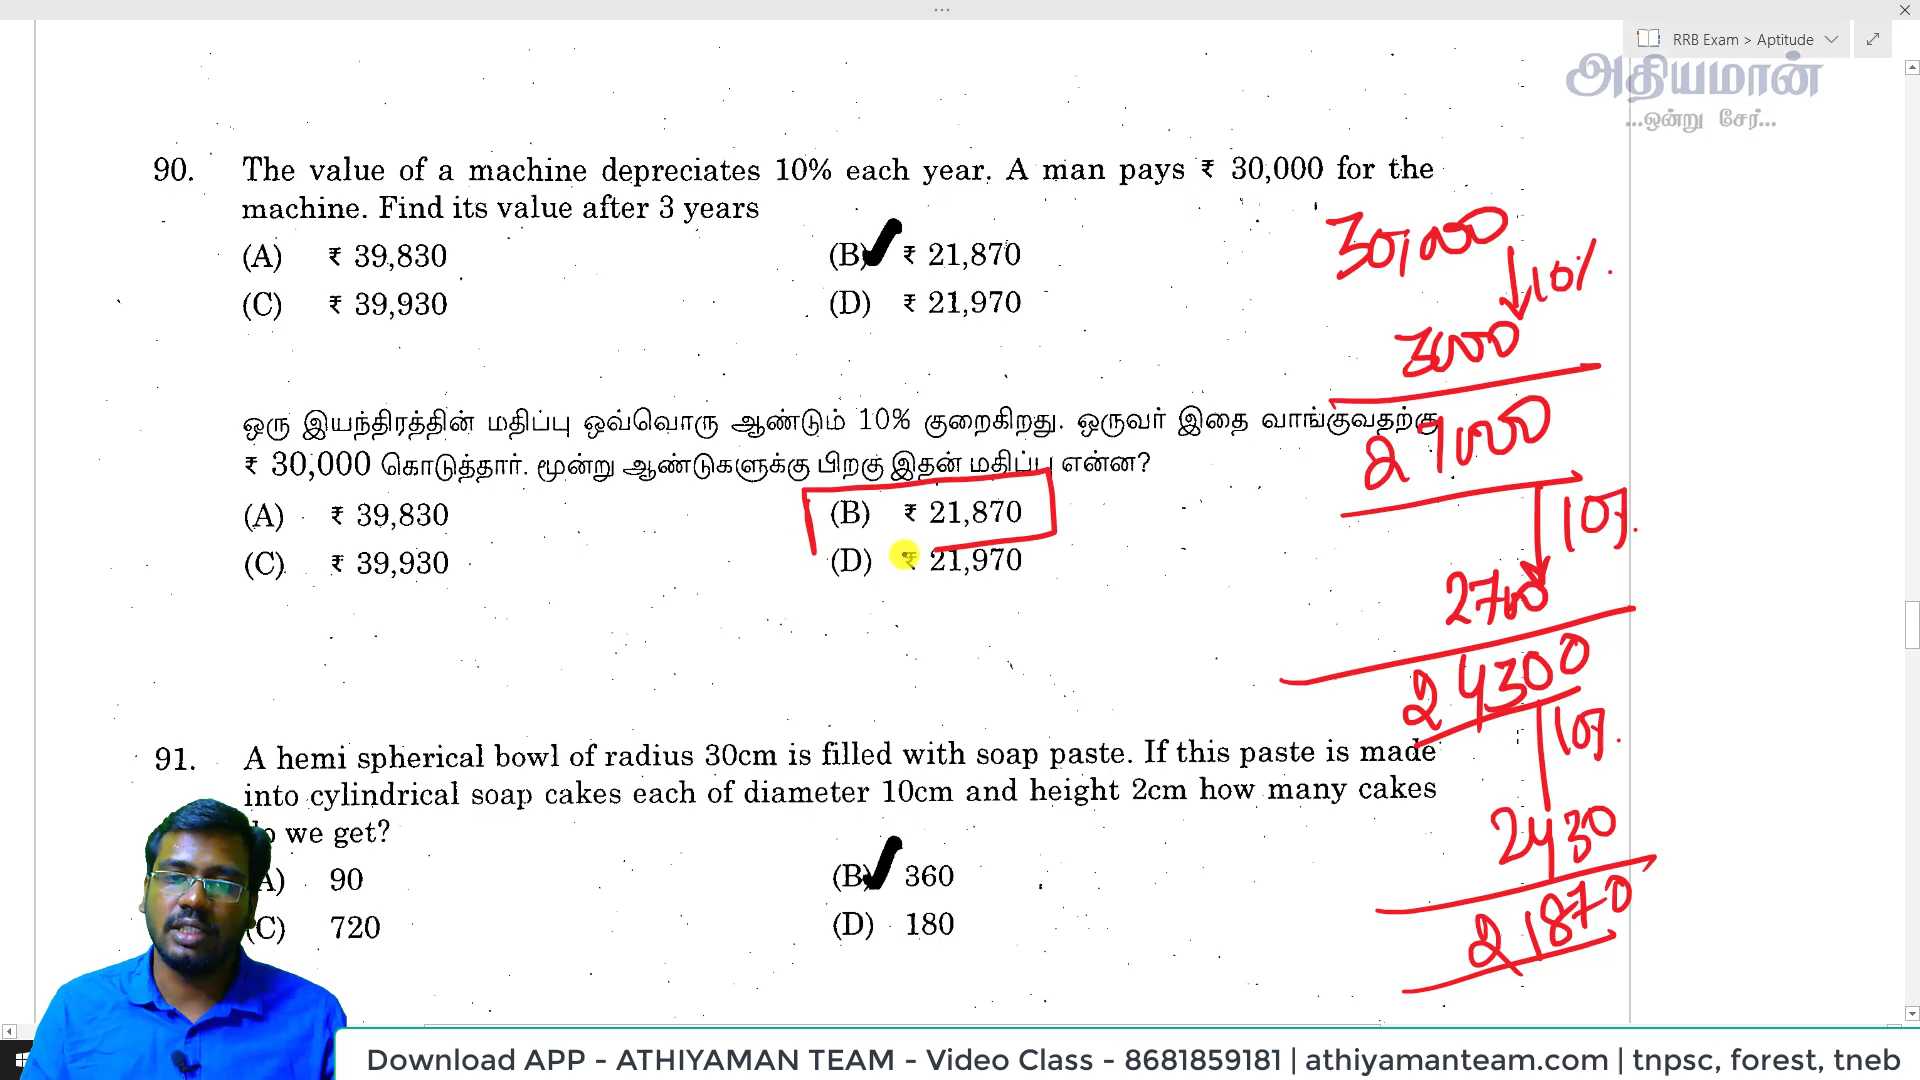 RRB Exam > Aptitude
அதியமான்
...ஒன்று சேர்...
90. The value of a machine depreciates 10% each year. A man pays ₹ 30,000 for the
machine. Find its value after 3 years
(A) ₹ 39,830 (B) ₹ 21,870
(C) ₹ 39,930 (D) ₹ 21,970
30,000
10%
3000
27000
10%
2700
24300
10%
2430
21870
ஒரு இயந்திரத்தின் மதிப்பு ஒவ்வொரு ஆண்டும் 10% குறைகிறது. ஒருவர் இதை வாங்குவதற்கு
₹ 30,000 கொடுத்தார். மூன்று ஆண்டுகளுக்கு பிறகு இதன் மதிப்பு என்ன?
(A) ₹ 39,830 (B) ₹ 21,870
(C) ₹ 39,930 (D) ₹ 21,970
91. A hemi spherical bowl of radius 30cm is filled with soap paste. If this paste is made
into cylindrical soap cakes each of diameter 10cm and height 2cm how many cakes
we get?
A) 90 (B) 360
(C) 720 (D) 180
Download APP - ATHIYAMAN TEAM - Video Class - 8681859181 | athiyamanteam.com | tnpsc, forest, tneb